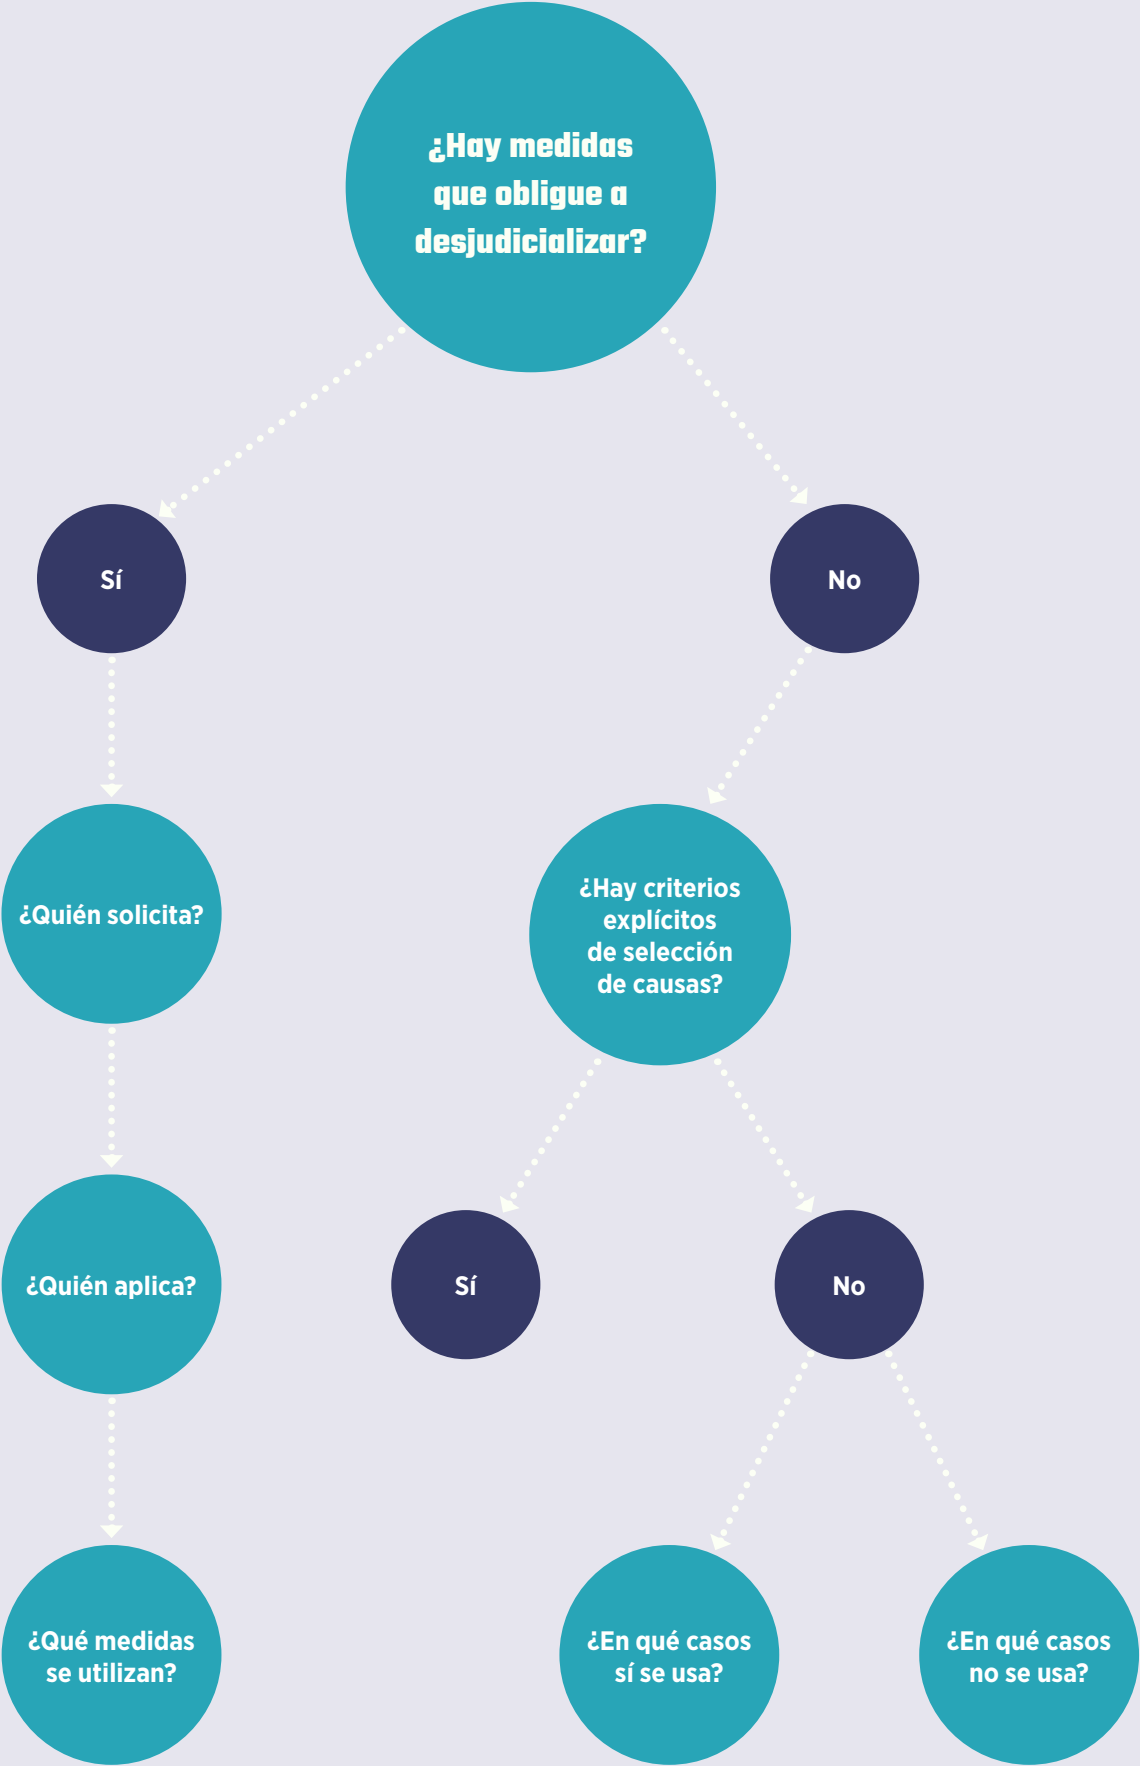 ¿Hay medidas
que obligue a
desjudicializar?
Sí
No
¿Quién solicita?
¿Hay criterios
explícitos
de selección
de causas?
¿Quién aplica?
Sí
No
¿Qué medidas
se utilizan?
¿En qué casos
sí se usa?
¿En qué casos
no se usa?